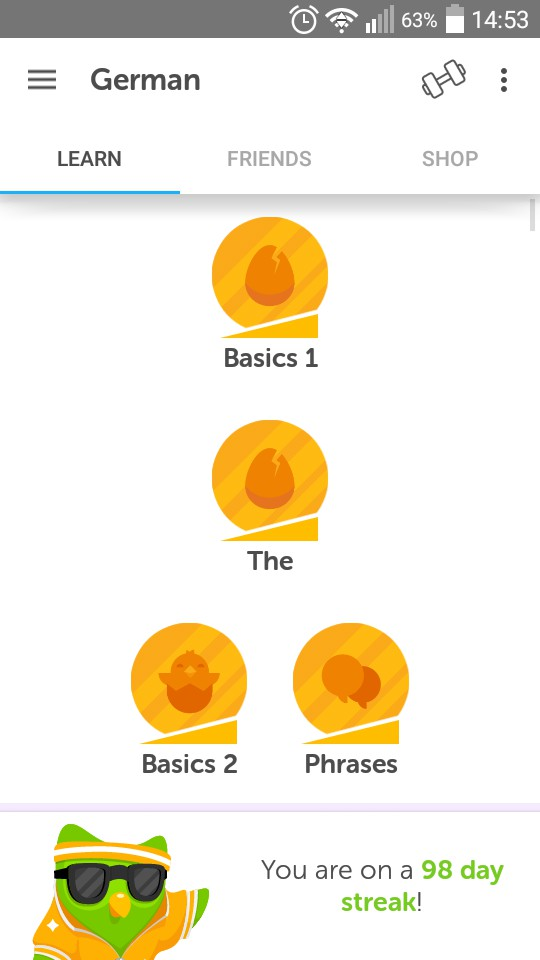 63% 14:53
German
LEARN FRIENDS SHOP
Basics 1
The
Basics 2 Phrases
You are on a 98 day
streak!